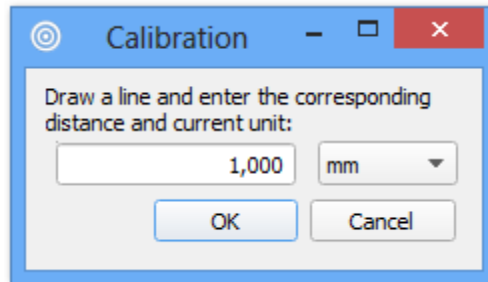 Calibration
Draw a line and enter the corresponding
distance and current unit:
1,000 mm
OK Cancel